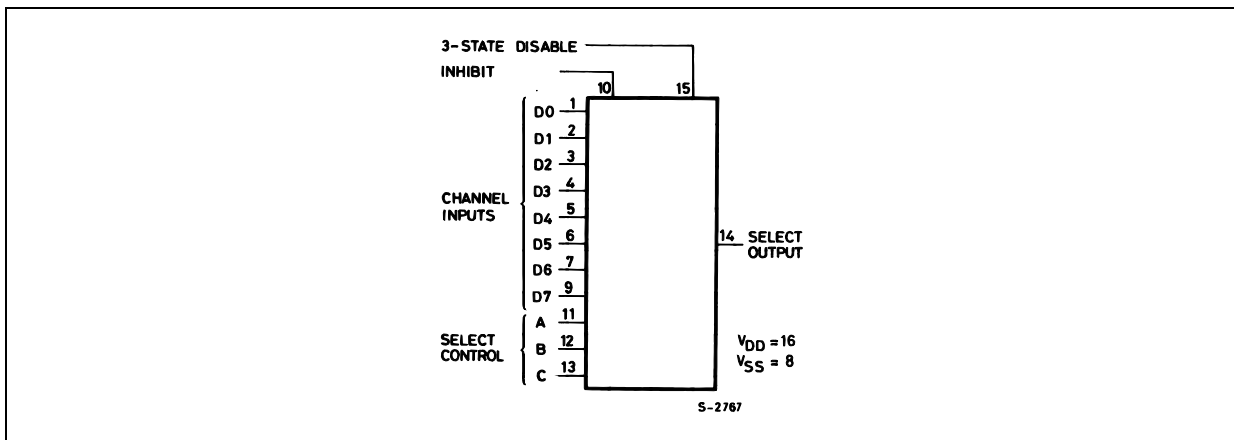 3-STATE DISABLE
INHIBIT
10 15
D0 1
D1 2
D2 3
D3 4
D4 5
D5 6
D6 7
D7 9
CHANNEL
INPUTS
A 11
B 12
C 13
SELECT
CONTROL
14 SELECT
OUTPUT
VDD = 16
VSS = 8
S-2767